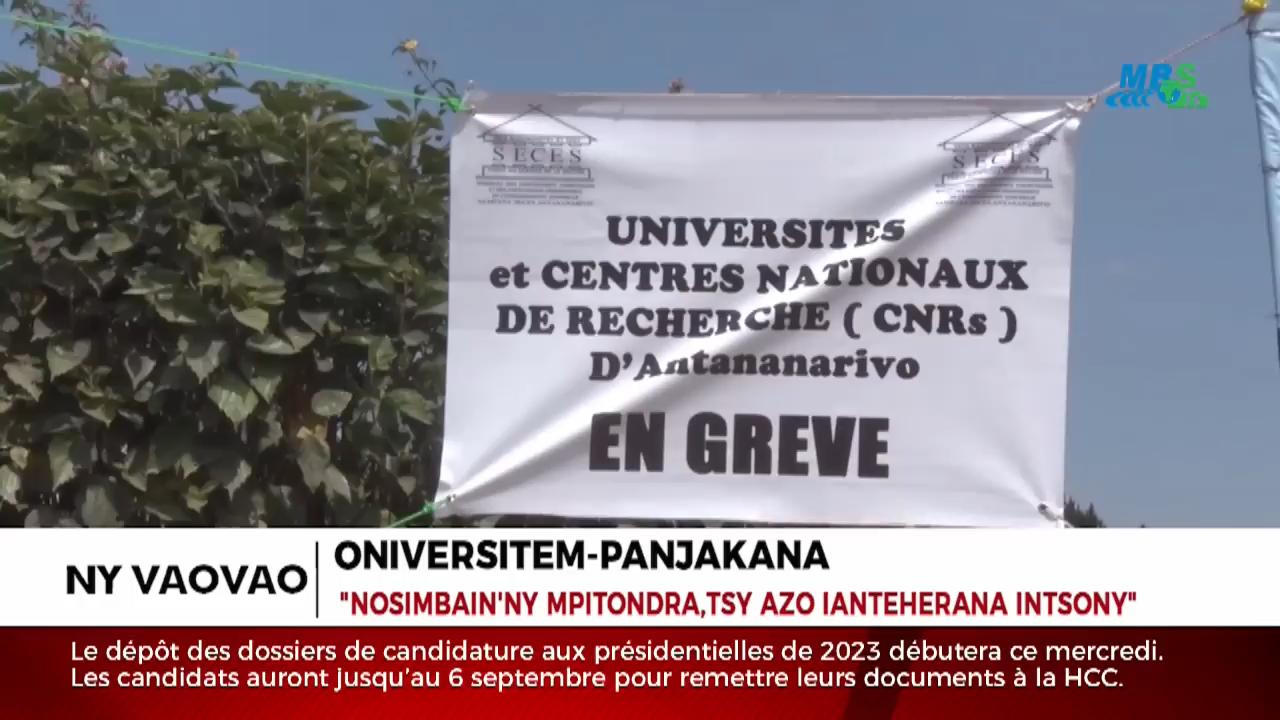 MBS
SECES
SECES
UNIVERSITES
et CENTRES NATIONAUX
DE RECHERCHE ( CNRs )
D'Antananarivo
EN GREVE
NY VAOVAO
ONIVERSITEM-PANJAKANA
"NOSIMBAIN'NY MPITONDRA,TSY AZO IANTEHERANA INTSONY"
Le dépôt des dossiers de candidature aux présidentielles de 2023 débutera ce mercredi.
Les candidats auront jusqu'au 6 septembre pour remettre leurs documents à la HCC.